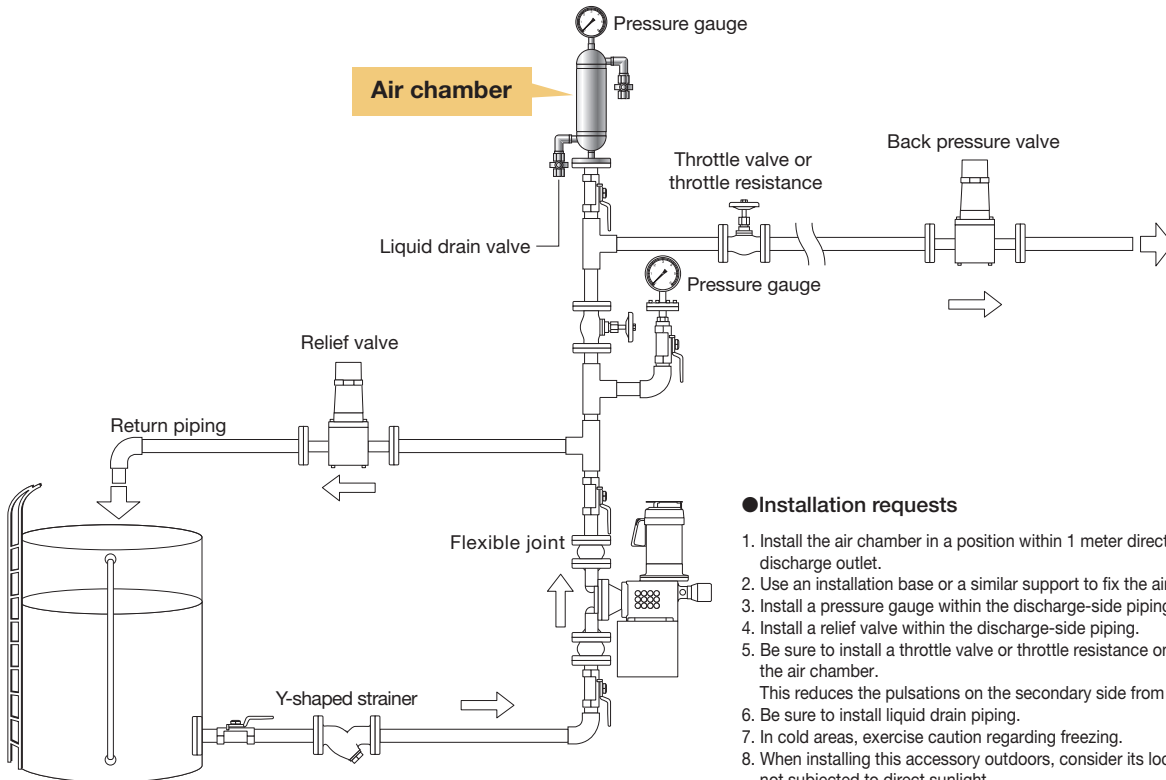 Pressure gauge
Air chamber
Throttle valve or
throttle resistance
Back pressure valve
Liquid drain valve
Pressure gauge
Relief valve
Return piping
Flexible joint
Y-shaped strainer
●Installation requests
1. Install the air chamber in a position within 1 meter direct
discharge outlet.
2. Use an installation base or a similar support to fix the air
3. Install a pressure gauge within the discharge-side piping
4. Install a relief valve within the discharge-side piping.
5. Be sure to install a throttle valve or throttle resistance or
the air chamber.
This reduces the pulsations on the secondary side from
6. Be sure to install liquid drain piping.
7. In cold areas, exercise caution regarding freezing.
8. When installing this accessory outdoors, consider its loc
not subjected to direct sunlight